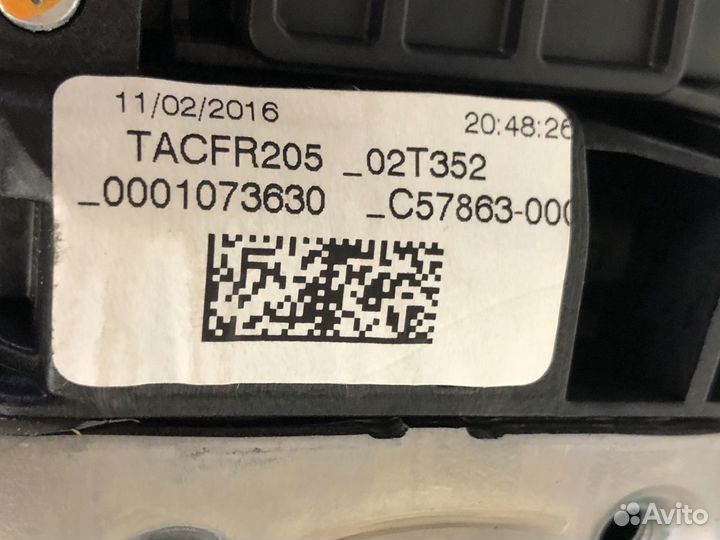 11/02/2016 20:48:26
TACFR205 _02T352
_0001073630 _C57863-000
Avito